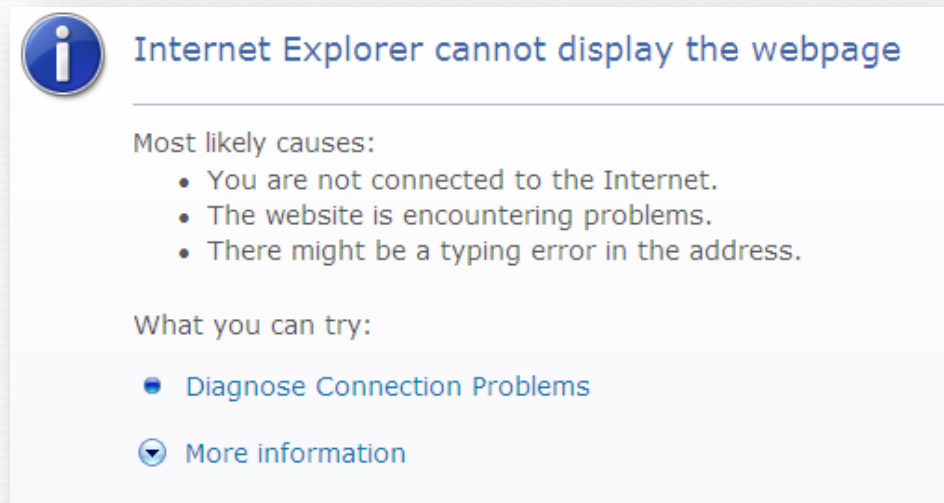 Internet Explorer cannot display the webpage
Most likely causes:
• You are not connected to the Internet.
• The website is encountering problems.
• There might be a typing error in the address.
What you can try:
Diagnose Connection Problems
More information